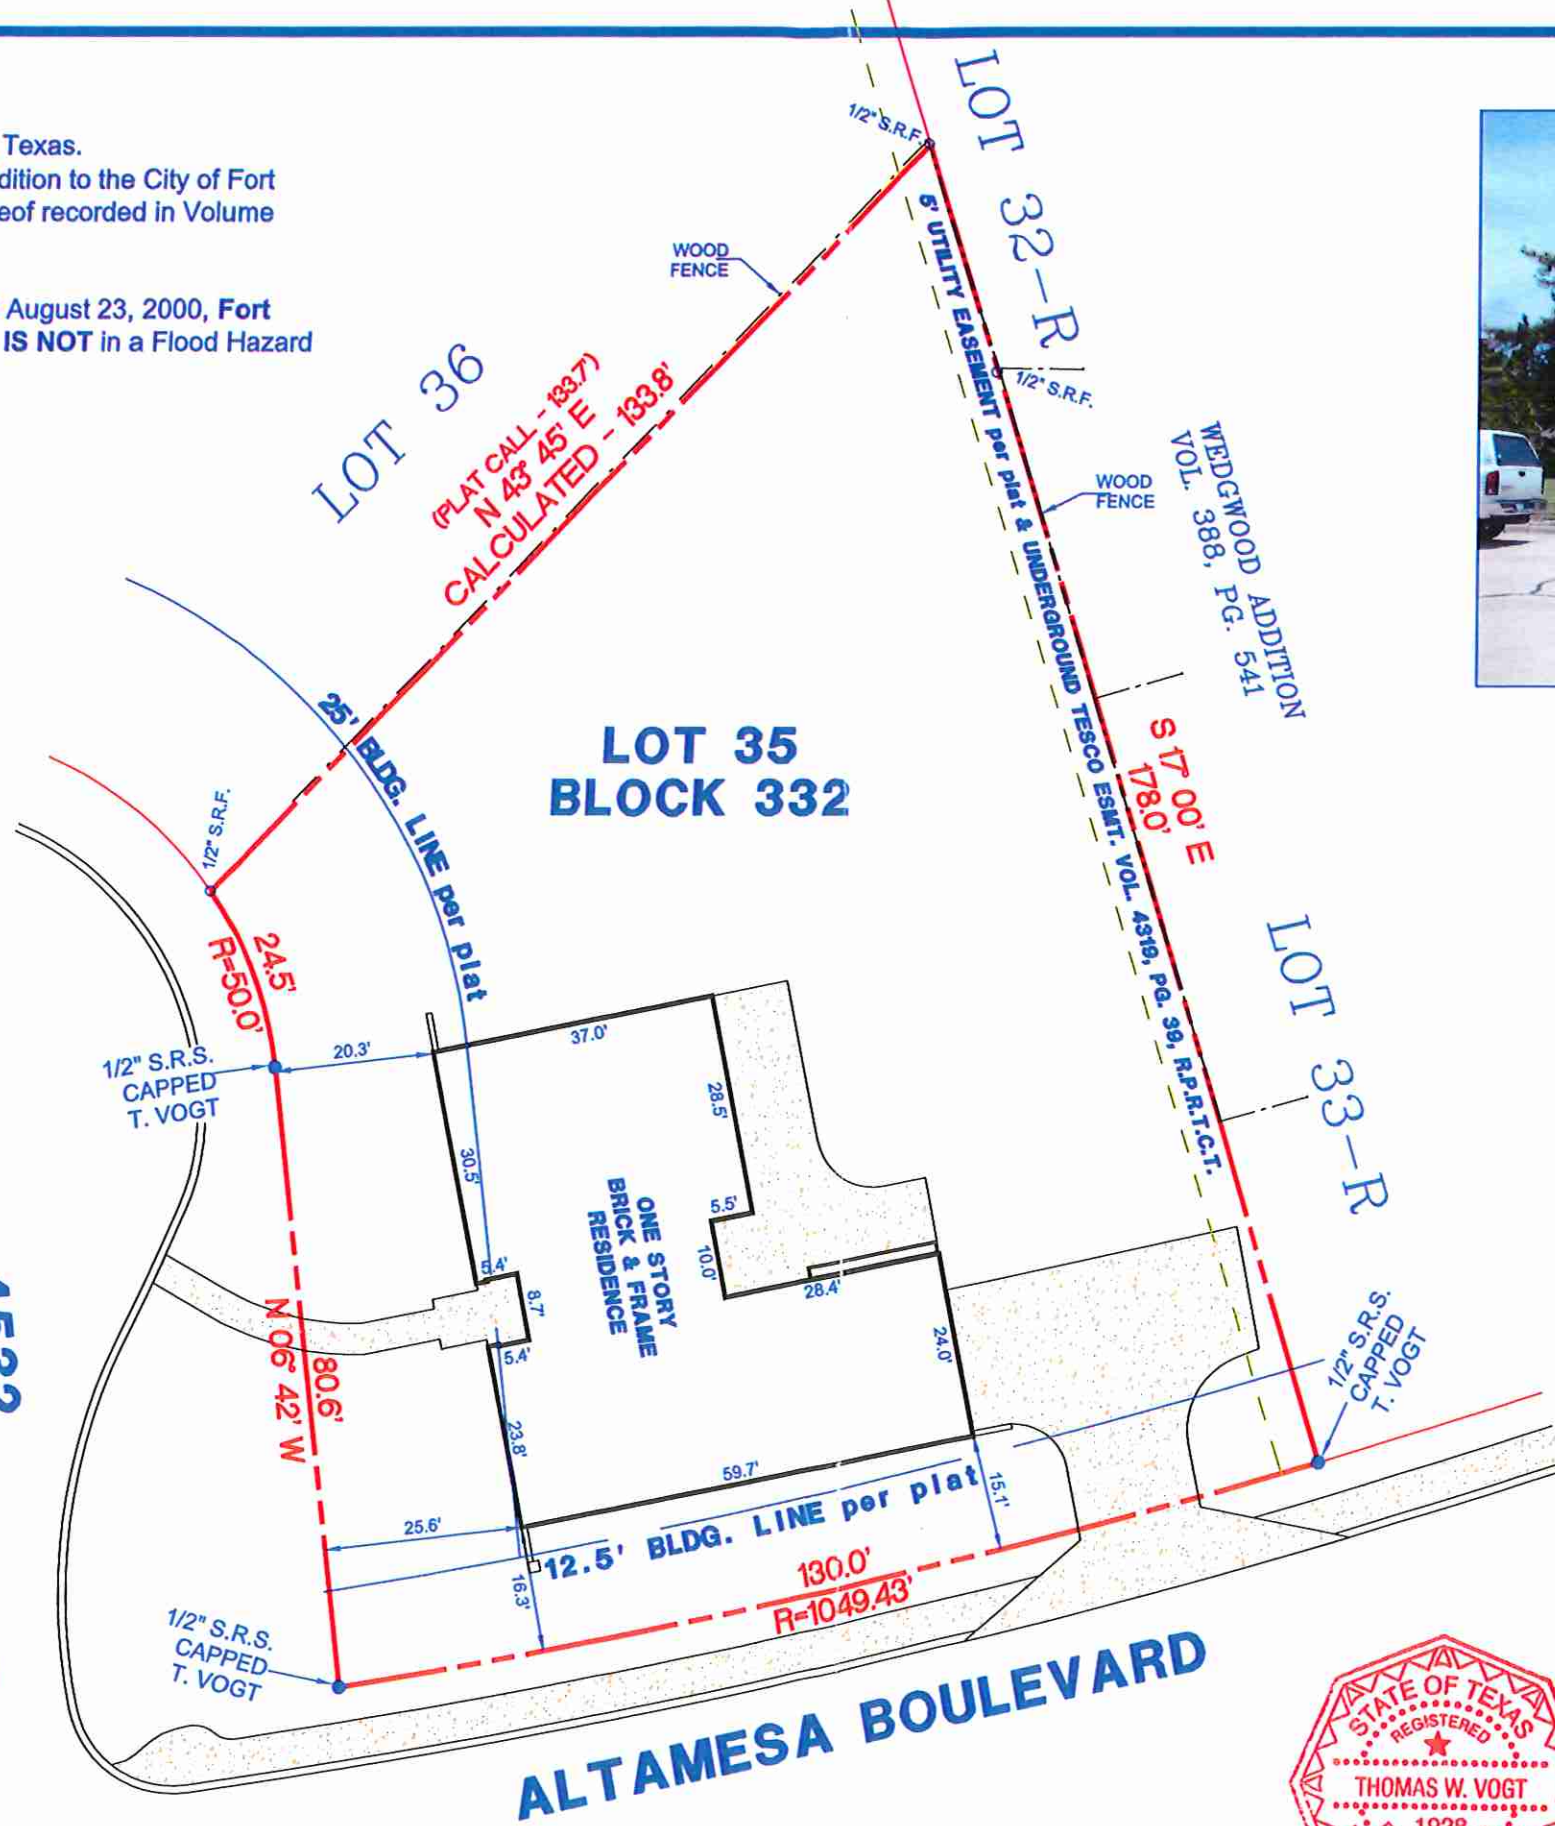 Texas.
dition to the City of Fort
eof recorded in Volume
August 23, 2000, Fort
IS NOT in a Flood Hazard
1/2" S.R.F.
LOT 32-R
WOOD
FENCE
5' UTILITY EASEMENT per plat & UNDERGROUND TESCO ESMT. VOL. 4319, PG. 39, R.P.R.T.C.T.
1/2" S.R.F.
LOT 36
(PLAT CALL - 133.7')
N 43° 45' E
CALCULATED - 133.8'
WOOD
FENCE
WEDGWOOD ADDITION
VOL. 388, PG. 541
25' BLDG. LINE per plat
LOT 35
BLOCK 332
S 17° 00' E
178.0'
1/2" S.R.F.
24.5'
R=50.0'
LOT 33-R
1/2" S.R.S.
CAPPED
T. VOGT
20.3'
37.0'
28.5'
30.5'
5.5'
10.0'
28.4'
ONE STORY
BRICK & FRAME
RESIDENCE
5.4'
8.7'
5.4'
24.0'
23.8'
59.7'
15.1'
N 06° 42' W
80.6'
1/2" S.R.S.
CAPPED
T. VOGT
25.6'
12.5' BLDG. LINE per plat
16.3'
130.0'
R=1049.43'
1/2" S.R.S.
CAPPED
T. VOGT
ALTAMESA BOULEVARD
STATE OF TEXAS
REGISTERED
THOMAS W. VOGT
1928